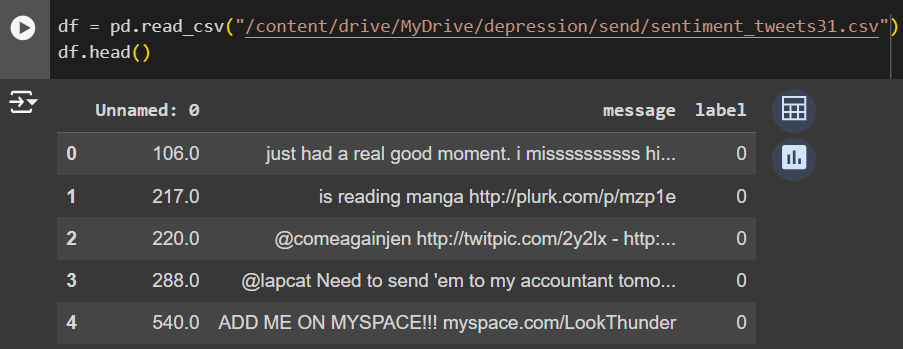 df = pd.read_csv("/content/drive/MyDrive/depression/send/sentiment_tweets31.csv")
df.head()
Unnamed: 0 message label
0 106.0 just had a real good moment. i missssssssss hi... 0
1 217.0 is reading manga http://plurk.com/p/mzp1e 0
2 220.0 @comeagainjen http://twitpic.com/2y2lx - http:... 0
3 288.0 @lapcat Need to send 'em to my accountant tomo... 0
4 540.0 ADD ME ON MYSPACE!!! myspace.com/LookThunder 0